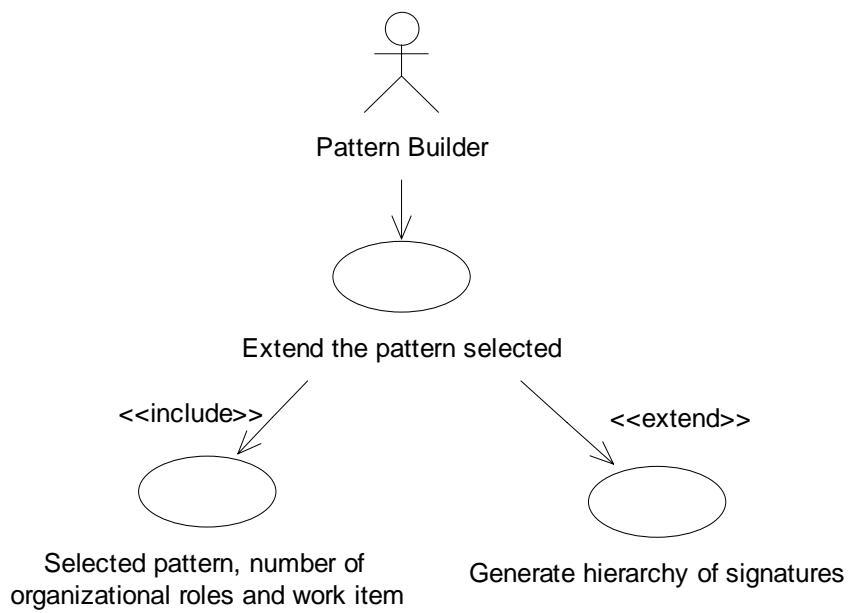 Pattern Builder
Extend the pattern selected
<<include>>
<<extend>>
Selected pattern, number of
organizational roles and work item
Generate hierarchy of signatures